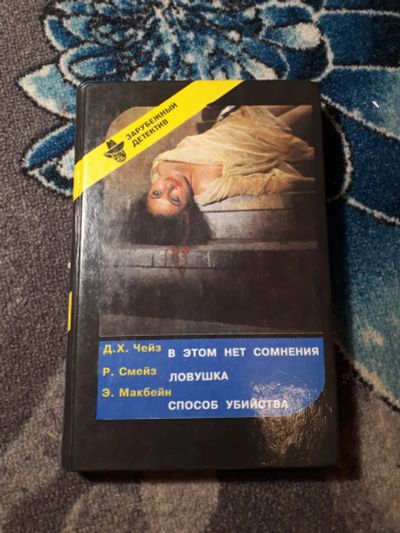 ЗАРУБЕЖНЫЙ
ДЕТЕКТИВ
Д.Х. Чейз В ЭТОМ НЕТ СОМНЕНИЯ
Р. Смейз ЛОВУШКА
Э. Макбейн СПОСОБ УБИЙСТВА